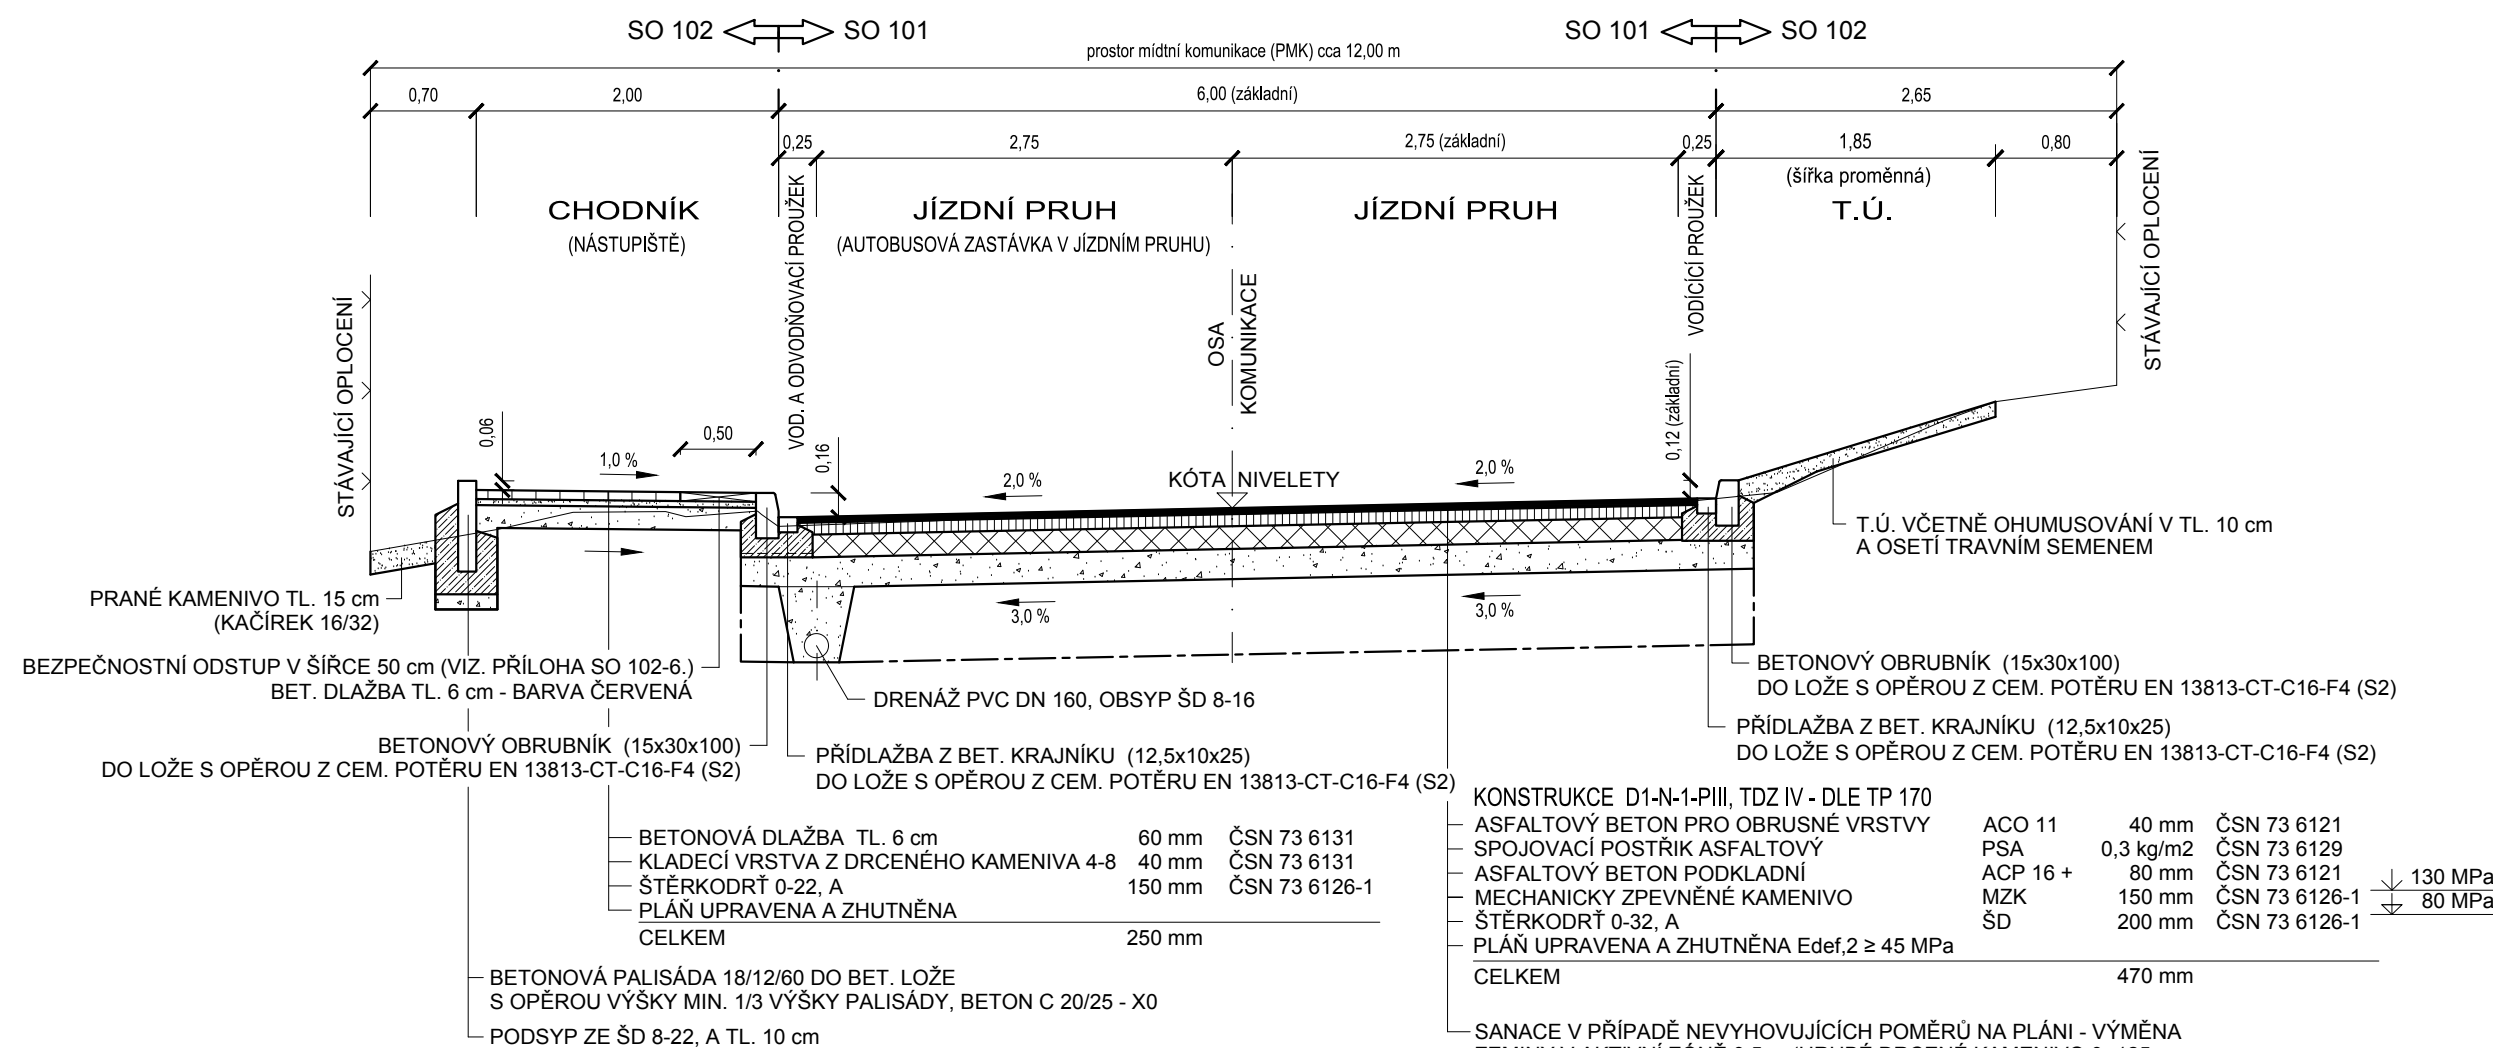 SO 102 SO 101
SO 101 SO 102
prostor mídtní komunikace (PMK) cca 12,00 m
0,70 2,00 6,00 (základní) 2,65
0,25 2,75 2,75 (základní) 0,25 1,85 0,80
(šířka proměnná)
CHODNÍK
(NÁSTUPIŠTĚ)
VOD. A ODVODŇOVACÍ PROUŽEK
JÍZDNÍ PRUH
(AUTOBUSOVÁ ZASTÁVKA V JÍZDNÍM PRUHU)
OSA
KOMUNIKACE
JÍZDNÍ PRUH
VODÍCÍCÍ PROUŽEK
T.Ú.
STÁVAJÍCÍ OPLOCENÍ
STÁVAJÍCÍ OPLOCENÍ
0,06
1,0 %
0,50
0,16
2,0 %
KÓTA NIVELETY
2,0 %
0,12 (základní)
3,0 %
3,0 %
T.Ú. VČETNĚ OHUMUSOVÁNÍ V TL. 10 cm
A OSETÍ TRAVNÍM SEMENEM
PRANÉ KAMENIVO TL. 15 cm
(KAČÍREK 16/32)
BEZPEČNOSTNÍ ODSTUP V ŠÍŘCE 50 cm (VIZ. PŘÍLOHA SO 102-6.)
BET. DLAŽBA TL. 6 cm - BARVA ČERVENÁ
DRENÁŽ PVC DN 160, OBSYP ŠD 8-16
BETONOVÝ OBRUBNÍK (15x30x100)
DO LOŽE S OPĚROU Z CEM. POTĚRU EN 13813-CT-C16-F4 (S2)
BETONOVÝ OBRUBNÍK (15x30x100)
DO LOŽE S OPĚROU Z CEM. POTĚRU EN 13813-CT-C16-F4 (S2)
PŘÍDLAŽBA Z BET. KRAJNÍKU (12,5x10x25)
DO LOŽE S OPĚROU Z CEM. POTĚRU EN 13813-CT-C16-F4 (S2)
PŘÍDLAŽBA Z BET. KRAJNÍKU (12,5x10x25)
DO LOŽE S OPĚROU Z CEM. POTĚRU EN 13813-CT-C16-F4 (S2)
BETONOVÁ DLAŽBA TL. 6 cm 60 mm ČSN 73 6131
KLADECÍ VRSTVA Z DRCENÉHO KAMENIVA 4-8 40 mm ČSN 73 6131
ŠTĚRKODRŤ 0-22, A 150 mm ČSN 73 6126-1
PLÁŇ UPRAVENA A ZHUTNĚNA
CELKEM 250 mm
BETONOVÁ PALISÁDA 18/12/60 DO BET. LOŽE
S OPĚROU VÝŠKY MIN. 1/3 VÝŠKY PALISÁDY, BETON C 20/25 - X0
PODSYP ZE ŠD 8-22, A TL. 10 cm
KONSTRUKCE D1-N-1-PIII, TDZ IV - DLE TP 170
ASFALTOVÝ BETON PRO OBRUSNÉ VRSTVY ACO 11 40 mm ČSN 73 6121
SPOJOVACÍ POSTŘIK ASFALTOVÝ PSA 0,3 kg/m2 ČSN 73 6129
ASFALTOVÝ BETON PODKLADNÍ ACP 16 + 80 mm ČSN 73 6121
130 MPa
MECHANICKY ZPEVNĚNÉ KAMENIVO MZK 150 mm ČSN 73 6126-1
80 MPa
ŠTĚRKODRŤ 0-32, A ŠD 200 mm ČSN 73 6126-1
PLÁŇ UPRAVENA A ZHUTNĚNA Edef,2 ≥ 45 MPa
CELKEM 470 mm
SANACE V PŘÍPADĚ NEVYHOVUJÍCÍCH POMĚRŮ NA PLÁNI - VÝMĚNA